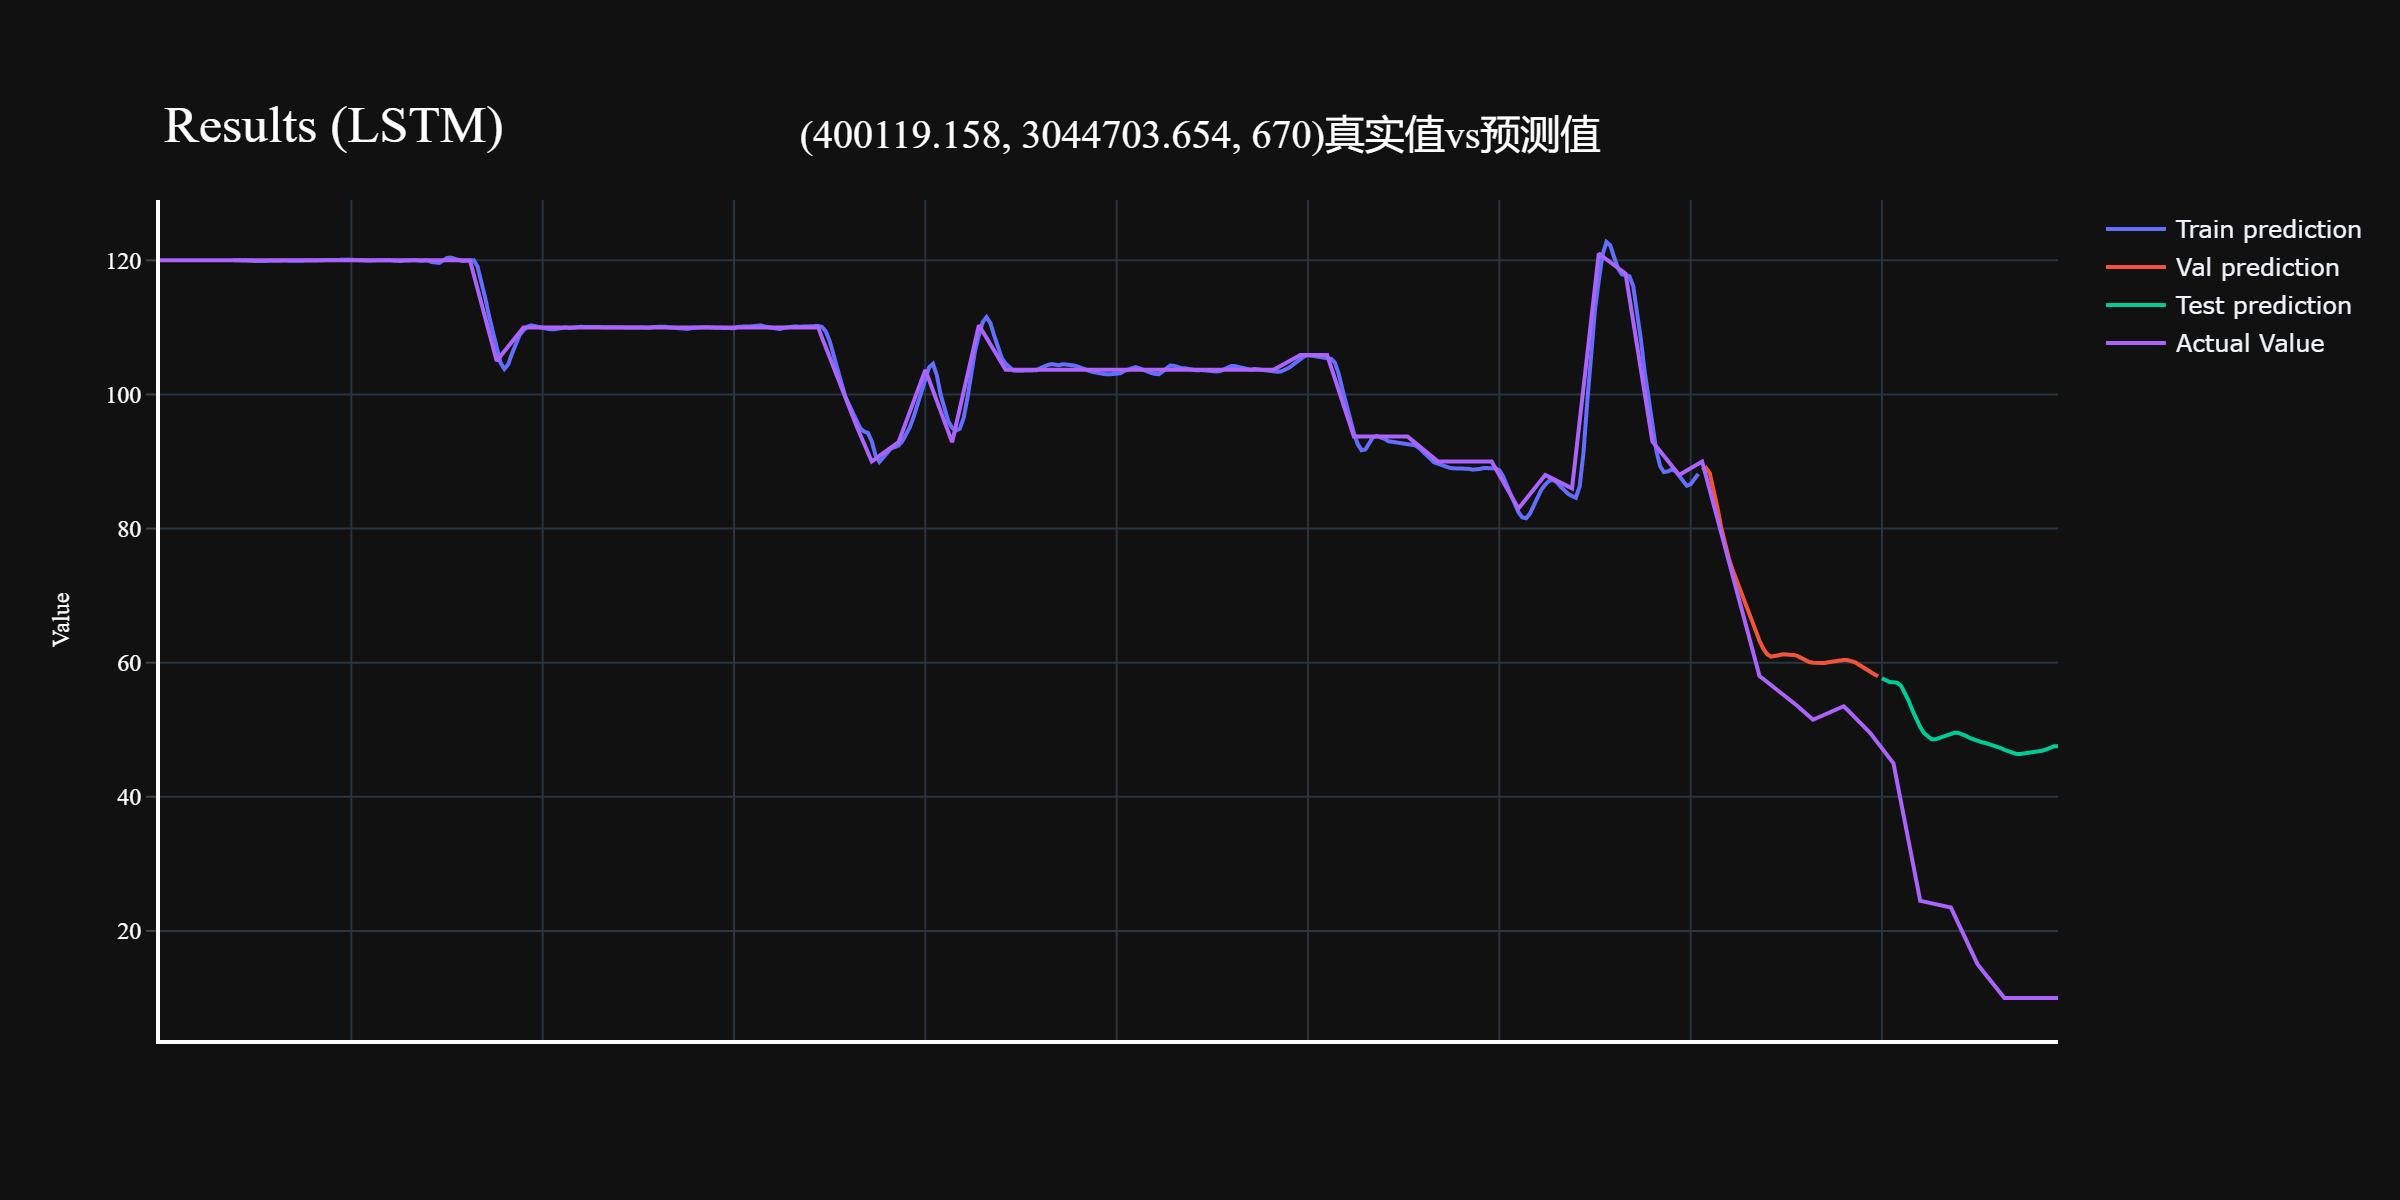 Results (LSTM)
(400119.158, 3044703.654, 670)真实值vs预测值
Train prediction
Val prediction
Test prediction
Actual Value
120
100
80
60
40
20
Value